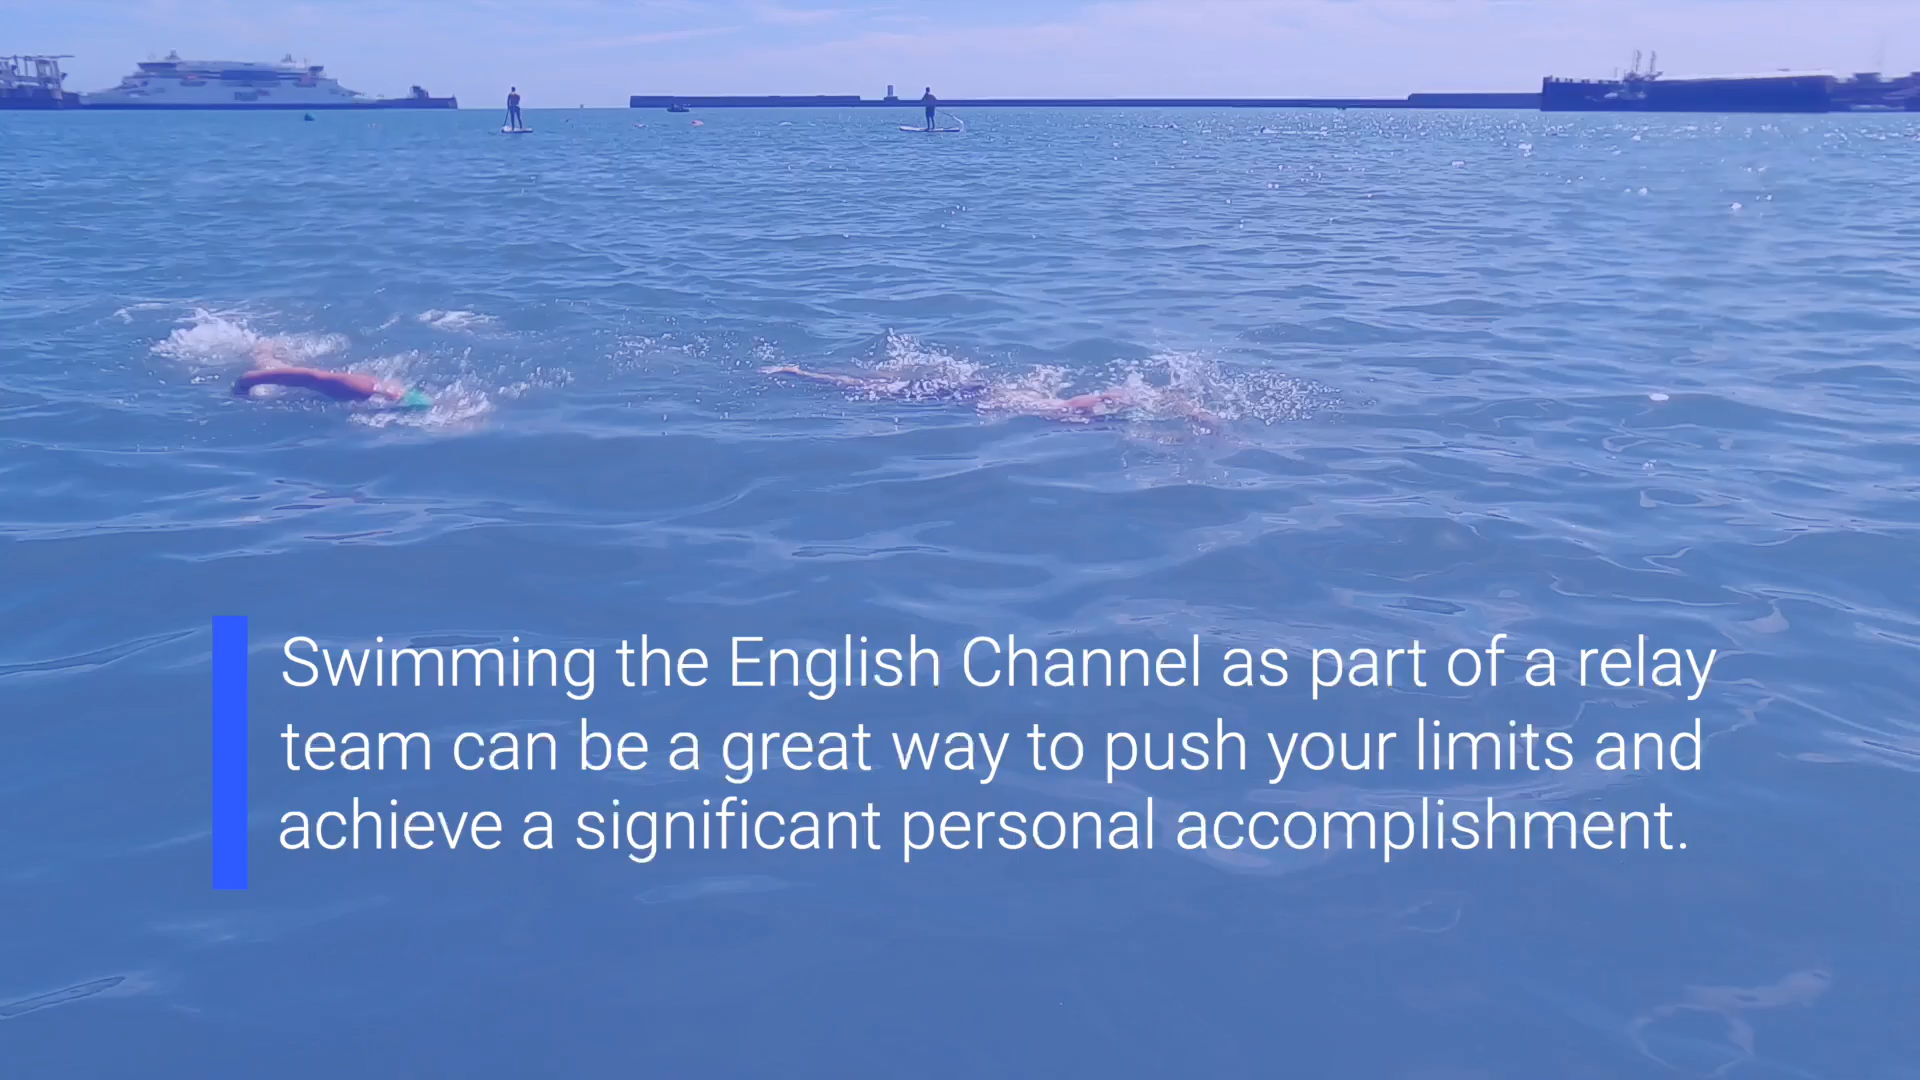 Swimming the English Channel as part of a relay
team can be a great way to push your limits and
achieve a significant personal accomplishment.